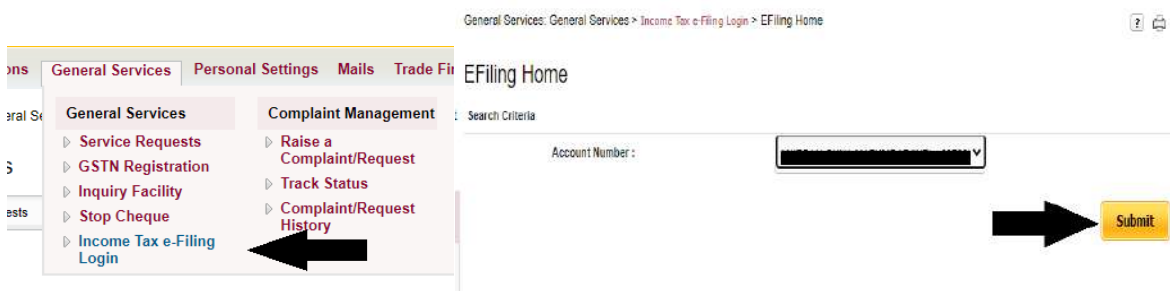 ons General Services Personal Settings Mails Trade Fi
eral Se
General Services
Service Requests
GSTN Registration
Inquiry Facility
Stop Cheque
Income Tax e-Filing
Login
Complaint Management
Raise a
Complaint/Request
Track Status
Complaint/Request
History
S
ests
General Services: General Services > Income Tax e-Filing Login > EFiling Home
?
EFiling Home
Search Criteria
Account Number :
Submit